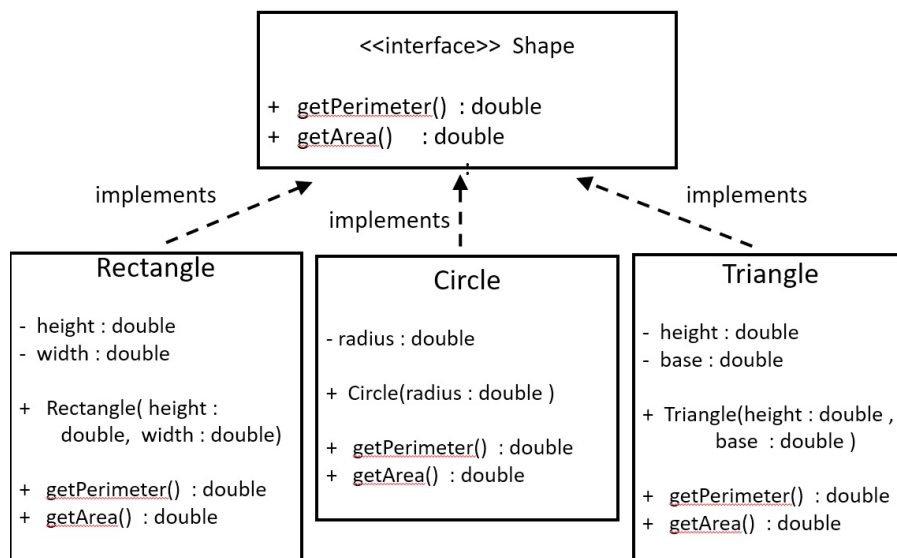 <<interface>> Shape
+ getPerimeter() : double
+ getArea() : double
implements
implements
implements
Rectangle
- height : double
- width : double
+ Rectangle( height :
double, width : double)
+ getPerimeter() : double
+ getArea() : double
Circle
- radius : double
+ Circle(radius : double )
+ getPerimeter() : double
+ getArea() : double
Triangle
- height : double
- base : double
+ Triangle(height : double ,
base : double )
+ getPerimeter() : double
+ getArea() : double